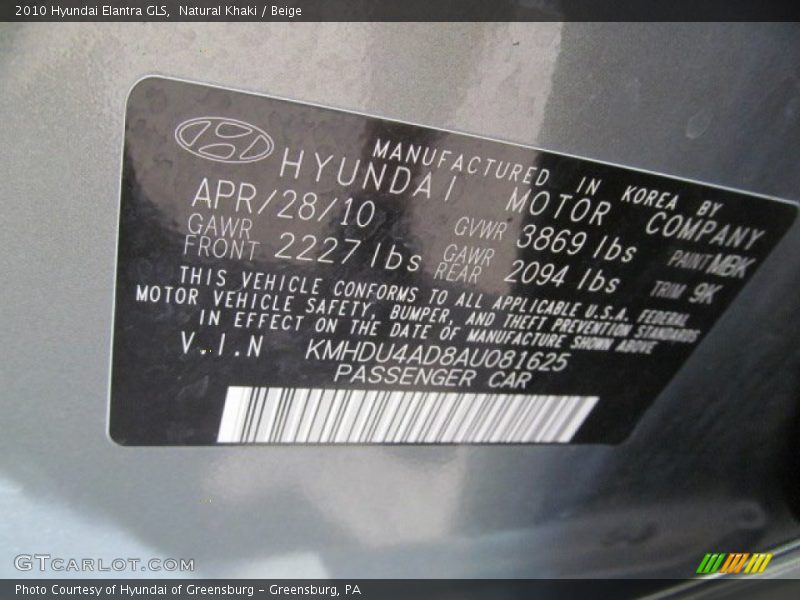 2010 Hyundai Elantra GLS, Natural Khaki / Beige
MANUFACTURED IN KOREA BY
HYUNDAI MOTOR COMPANY
APR/28/10 GVWR 3869 lbs PAINT MBK
GAWR FRONT 2227 lbs GAWR REAR 2094 lbs TRIM 9K
THIS VEHICLE CONFORMS TO ALL APPLICABLE U.S.A. FEDERAL
MOTOR VEHICLE SAFETY, BUMPER, AND THEFT PREVENTION STANDARDS
IN EFFECT ON THE DATE OF MANUFACTURE SHOWN ABOVE
V.I.N KMHDU4AD8AU081625
PASSENGER CAR
GTCARLOT.COM
Photo Courtesy of Hyundai of Greensburg - Greensburg, PA